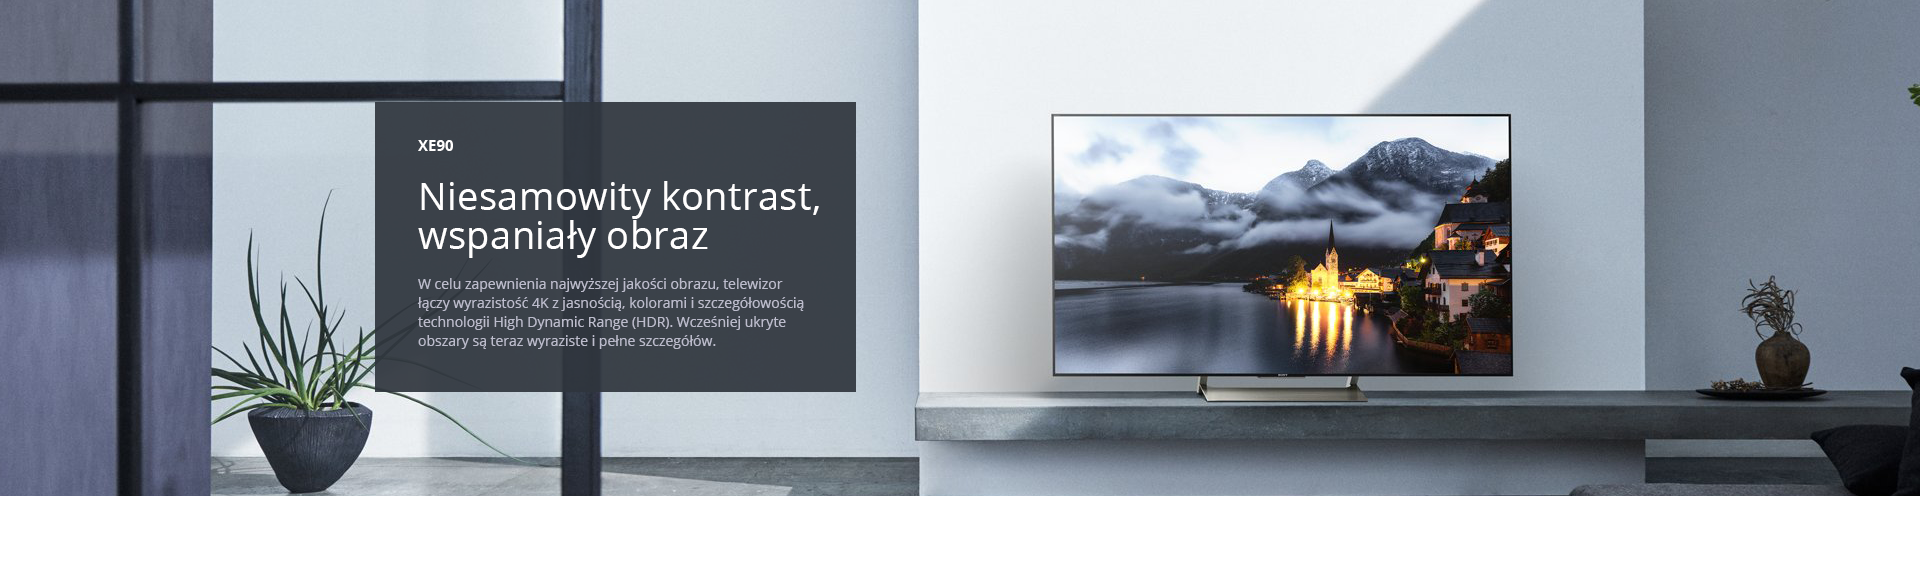 XE90
Niesamowity kontrast,
wspaniały obraz
W celu zapewnienia najwyższej jakości obrazu, telewizor
łączy wyrazistość 4K z jasnością, kolorami i szczegółowością
technologii High Dynamic Range (HDR). Wcześniej ukryte
obszary są teraz wyraziste i pełne szczegółów.
SONY